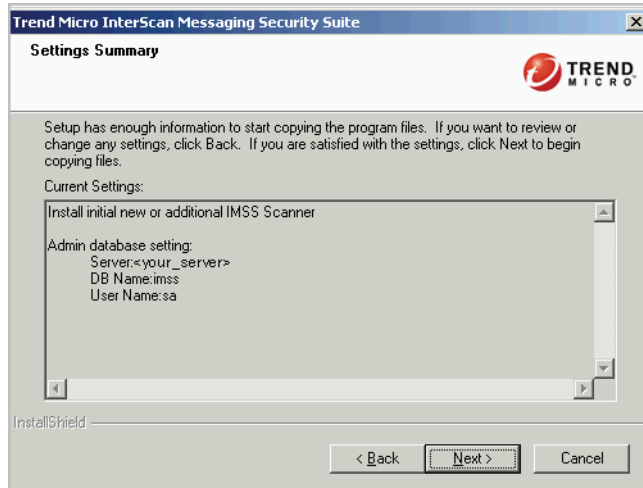 Trend Micro InterScan Messaging Security Suite
Settings Summary
TREND
MICRO
Setup has enough information to start copying the program files. If you want to review or
change any settings, click Back. If you are satisfied with the settings, click Next to begin
copying files.
Current Settings:
Install initial new or additional IMSS Scanner
Admin database setting:
Server:<your_server>
DB Name:imss
User Name:sa
InstallShield
< Back
Next >
Cancel